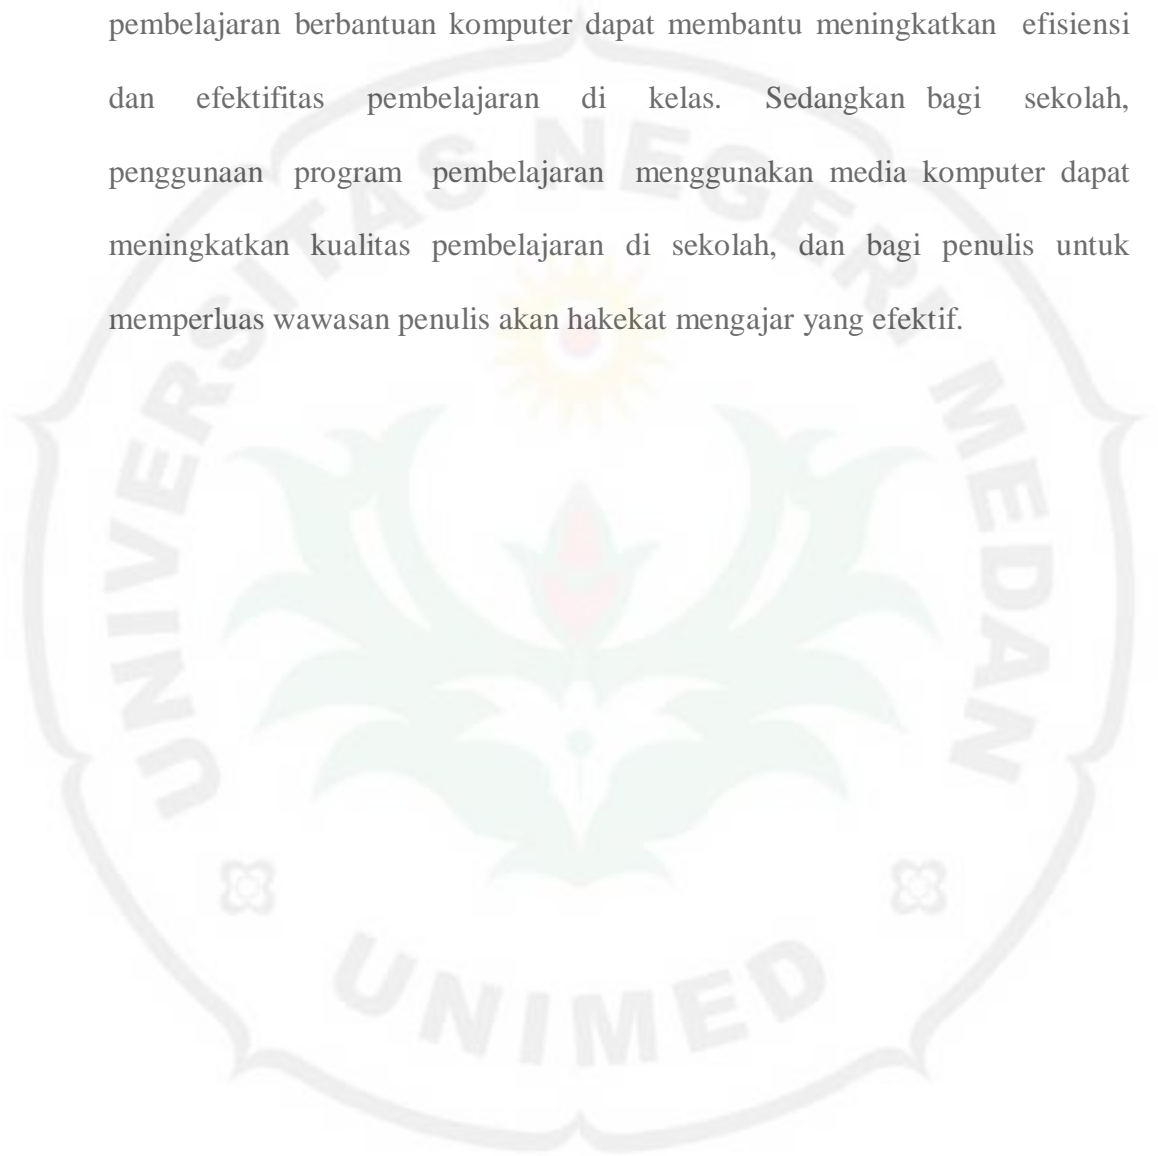 pembelajaran berbantuan komputer dapat membantu meningkatkan efisiensi
dan efektifitas pembelajaran di kelas. Sedangkan bagi sekolah,
penggunaan program pembelajaran menggunakan media komputer dapat
meningkatkan kualitas pembelajaran di sekolah, dan bagi penulis untuk
memperluas wawasan penulis akan hakekat mengajar yang efektif.
UNIVERSITAS NEGERI MEDAN
UNIMED